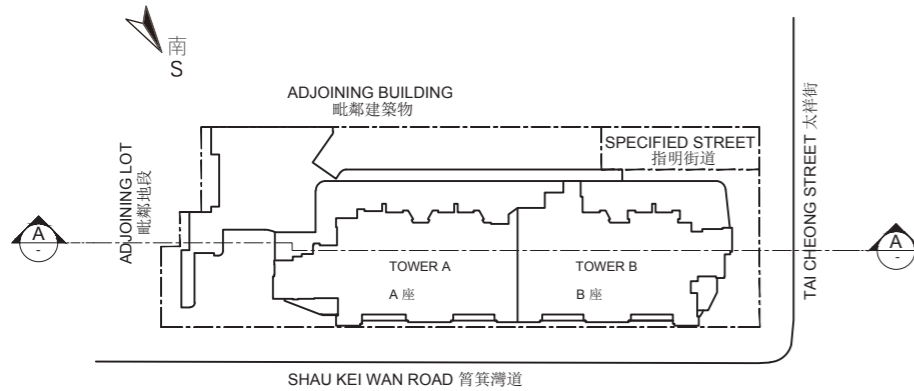 南
S
ADJOINING BUILDING
毗鄰建築物
SPECIFIED STREET
指明街道
TAI CHEONG STREET 太祥街
ADJOINING LOT
毗鄰地段
A
-
A
-
TOWER A
A 座
TOWER B
B 座
SHAU KEI WAN ROAD 筲箕灣道